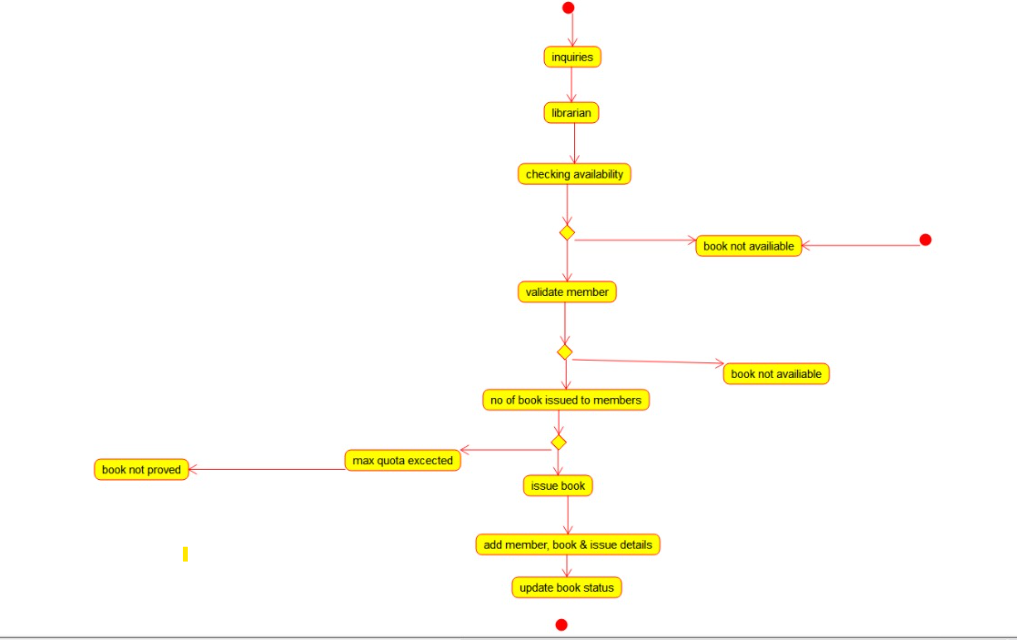 inquiries
librarian
checking availability
book not availiable
validate member
book not availiable
no of book issued to members
max quota excected
book not proved
issue book
add member, book & issue details
update book status